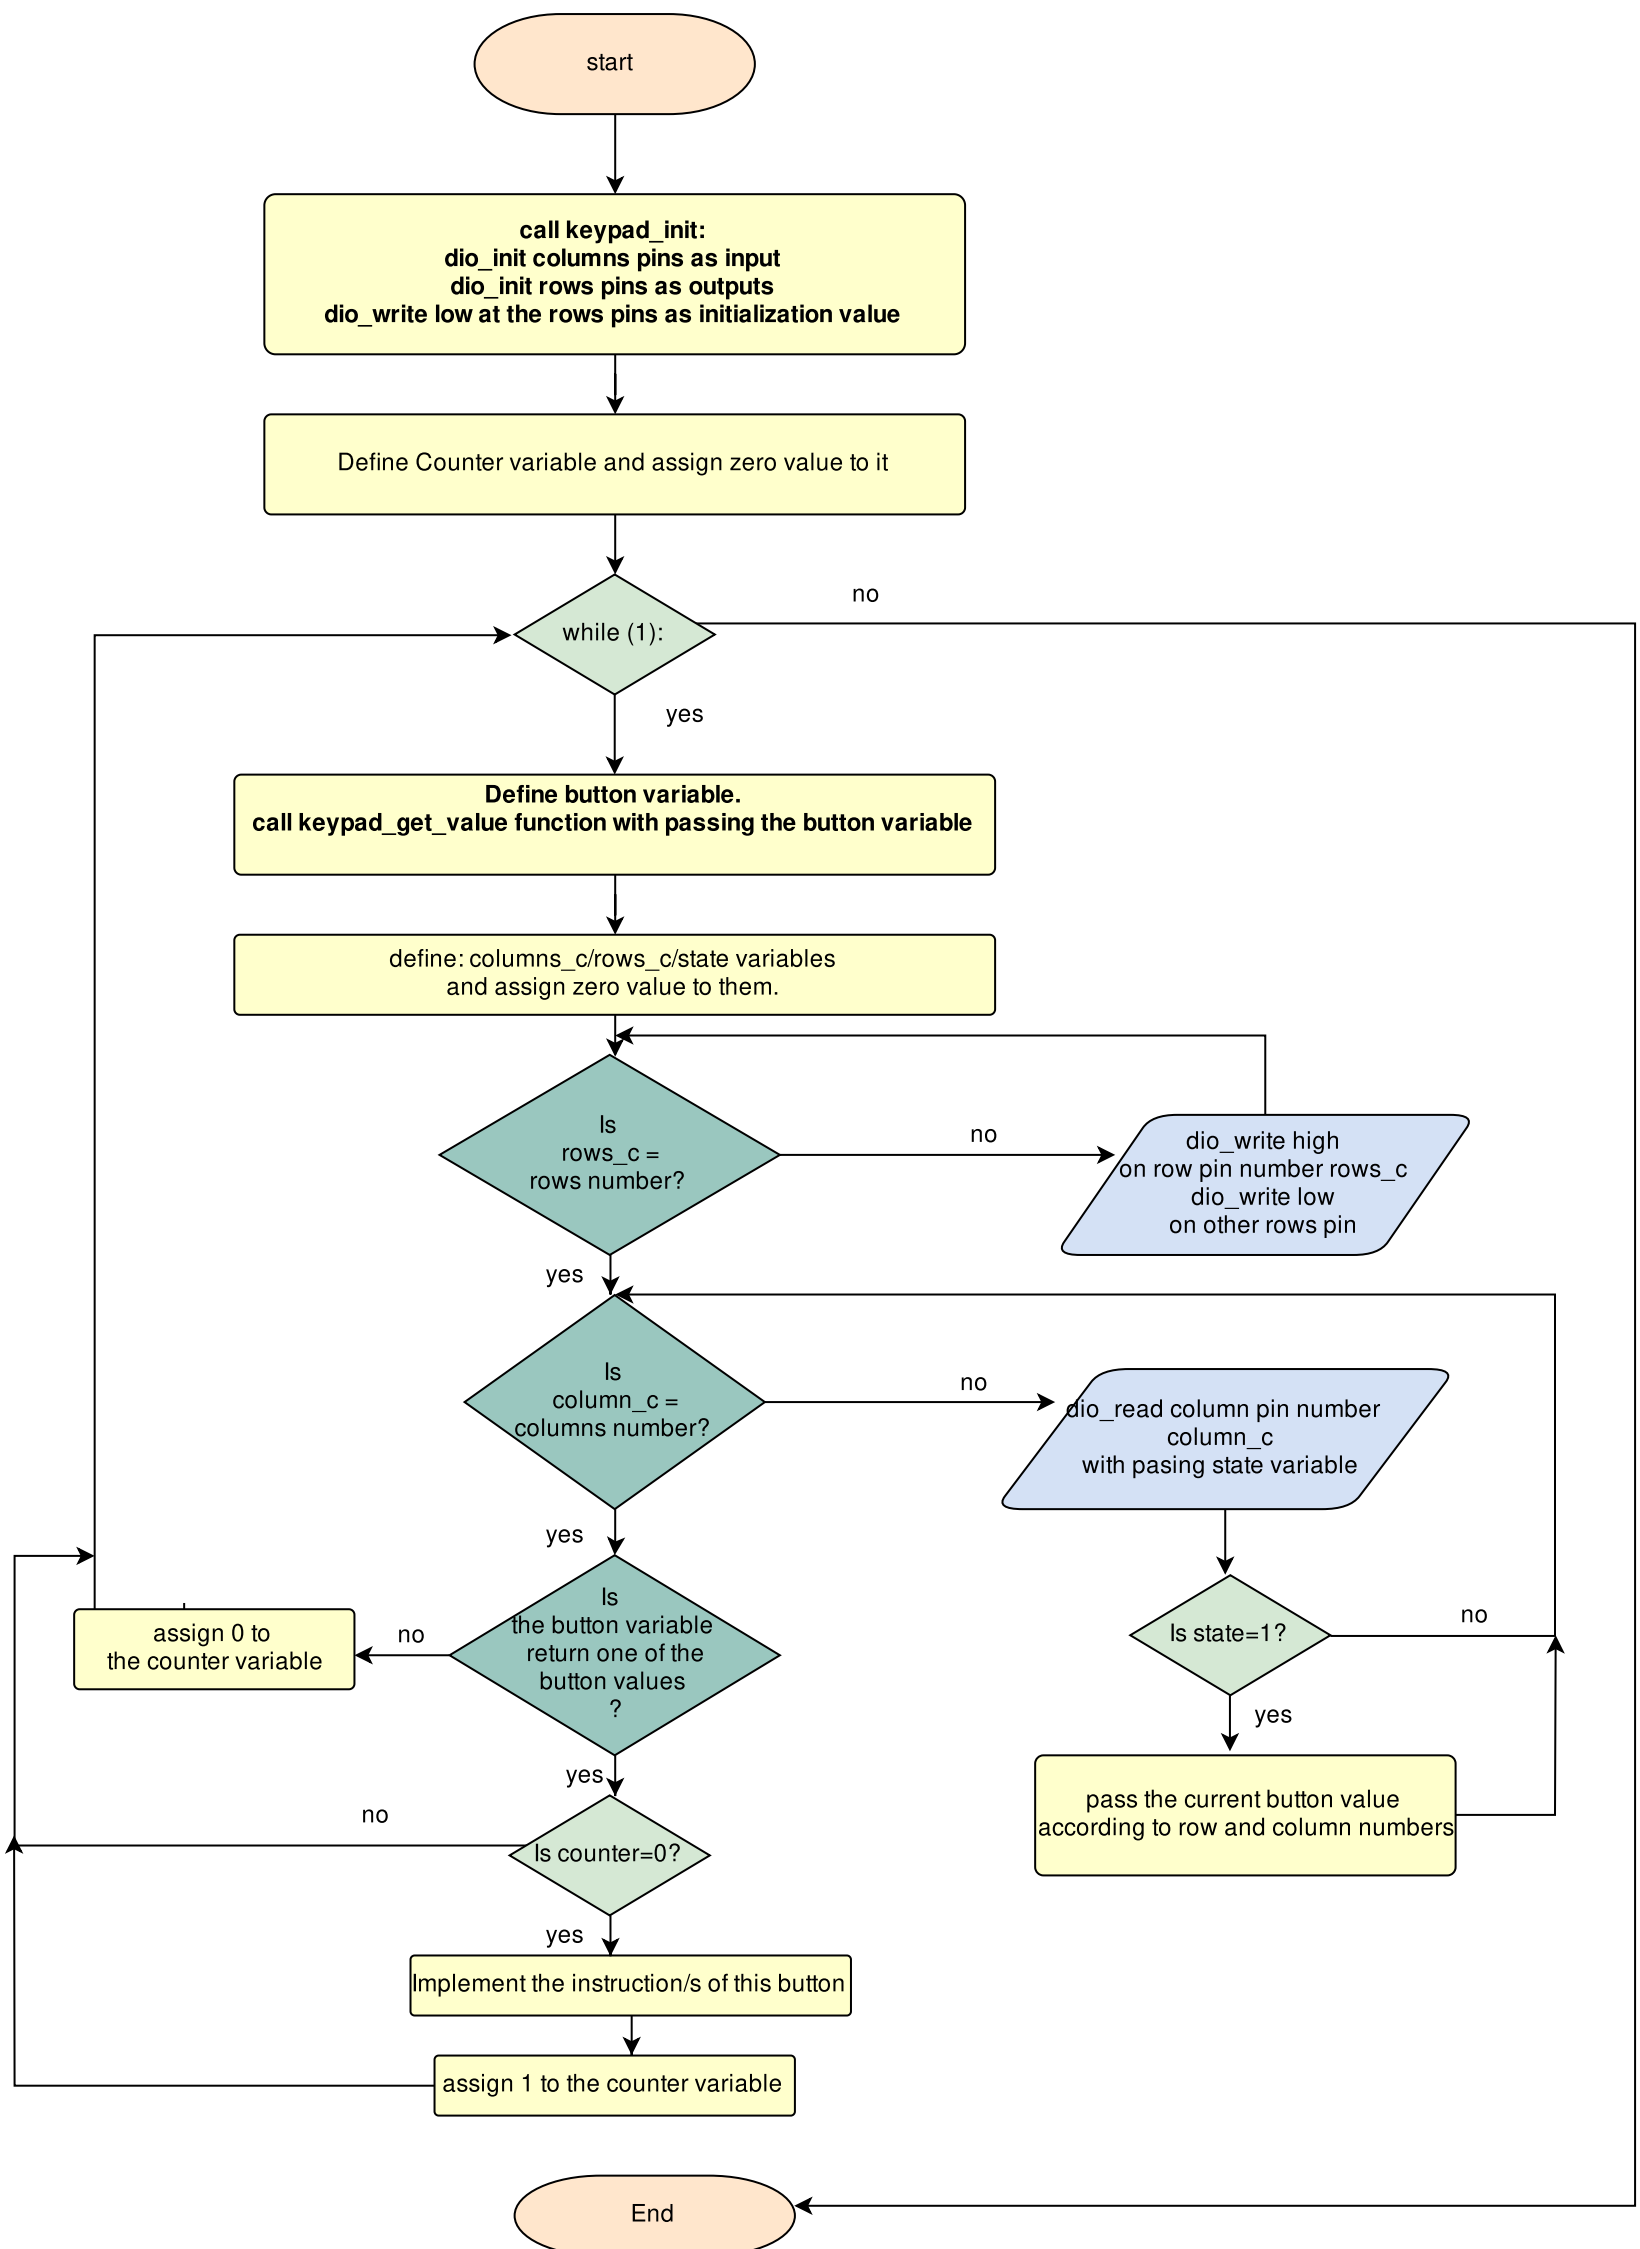 start
call keypad_init:
dio_init columns pins as input
dio_init rows pins as outputs
dio_write low at the rows pins as initialization value
Define Counter variable and assign zero value to it
no
while (1):
yes
Define button variable.
call keypad_get_value function with passing the button variable
define: columns_c/rows_c/state variables
and assign zero value to them.
Is
rows_c =
rows number?
no
dio_write high
on row pin number rows_c
dio_write low
on other rows pin
yes
Is
column_c =
columns number?
no
dio_read column pin number
column_c
with pasing state variable
yes
Is
the button variable
return one of the
button values
?
no
assign 0 to
the counter variable
Is state=1?
no
yes
pass the current button value
according to row and column numbers
yes
no
Is counter=0?
yes
Implement the instruction/s of this button
assign 1 to the counter variable
End